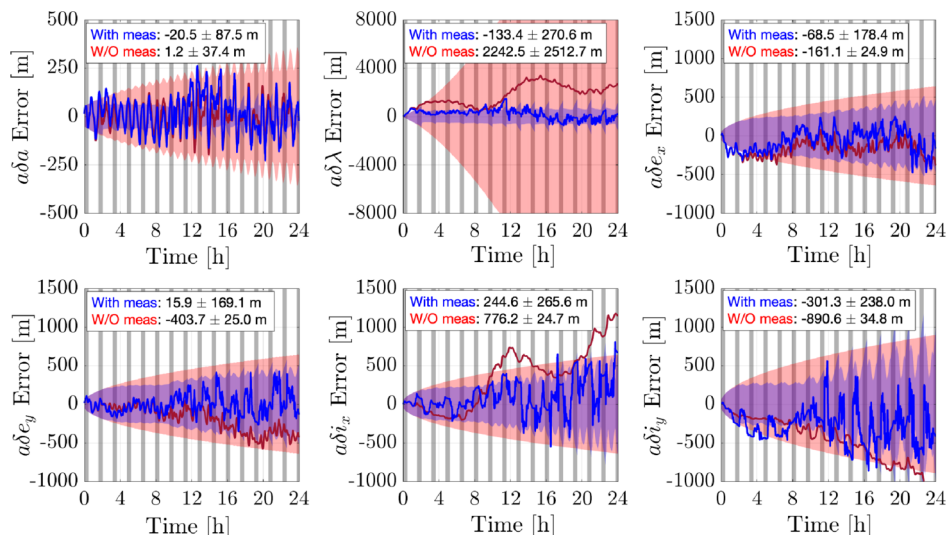 With meas: -20.5 ± 87.5 m
W/O meas: 1.2 ± 37.4 m
500
250
0
-250
-500
aδa Error [m]
0 4 8 12 16 20 24
Time [h]
With meas: -133.4 ± 270.6 m
W/O meas: 2242.5 ± 2512.7 m
8000
4000
0
-4000
-8000
aδλ Error [m]
0 4 8 12 16 20 24
Time [h]
With meas: -68.5 ± 178.4 m
W/O meas: -161.1 ± 24.9 m
1500
1000
500
0
-500
-1000
aδe_x Error [m]
0 4 8 12 16 20 24
Time [h]
With meas: 15.9 ± 169.1 m
W/O meas: -403.7 ± 25.0 m
1500
1000
500
0
-500
-1000
aδe_y Error [m]
0 4 8 12 16 20 24
Time [h]
With meas: 244.6 ± 265.6 m
W/O meas: 776.2 ± 24.7 m
1500
1000
500
0
-500
-1000
aδi_x Error [m]
0 4 8 12 16 20 24
Time [h]
With meas: -301.3 ± 238.0 m
W/O meas: -890.6 ± 34.8 m
1500
1000
500
0
-500
-1000
aδi_y Error [m]
0 4 8 12 16 20 24
Time [h]